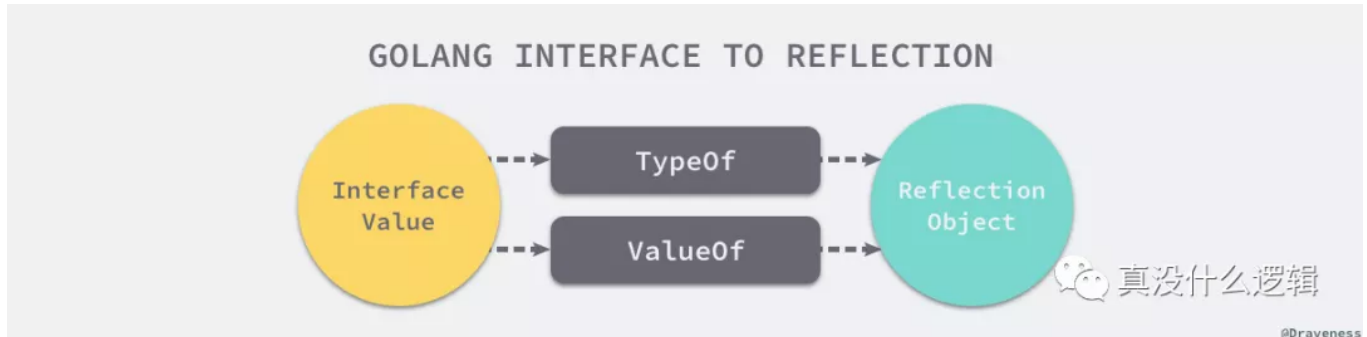 GOLANG INTERFACE TO REFLECTION
TypeOf
Interface
Value
Reflection
Object
ValueOf
真没什么逻辑
@Draveness